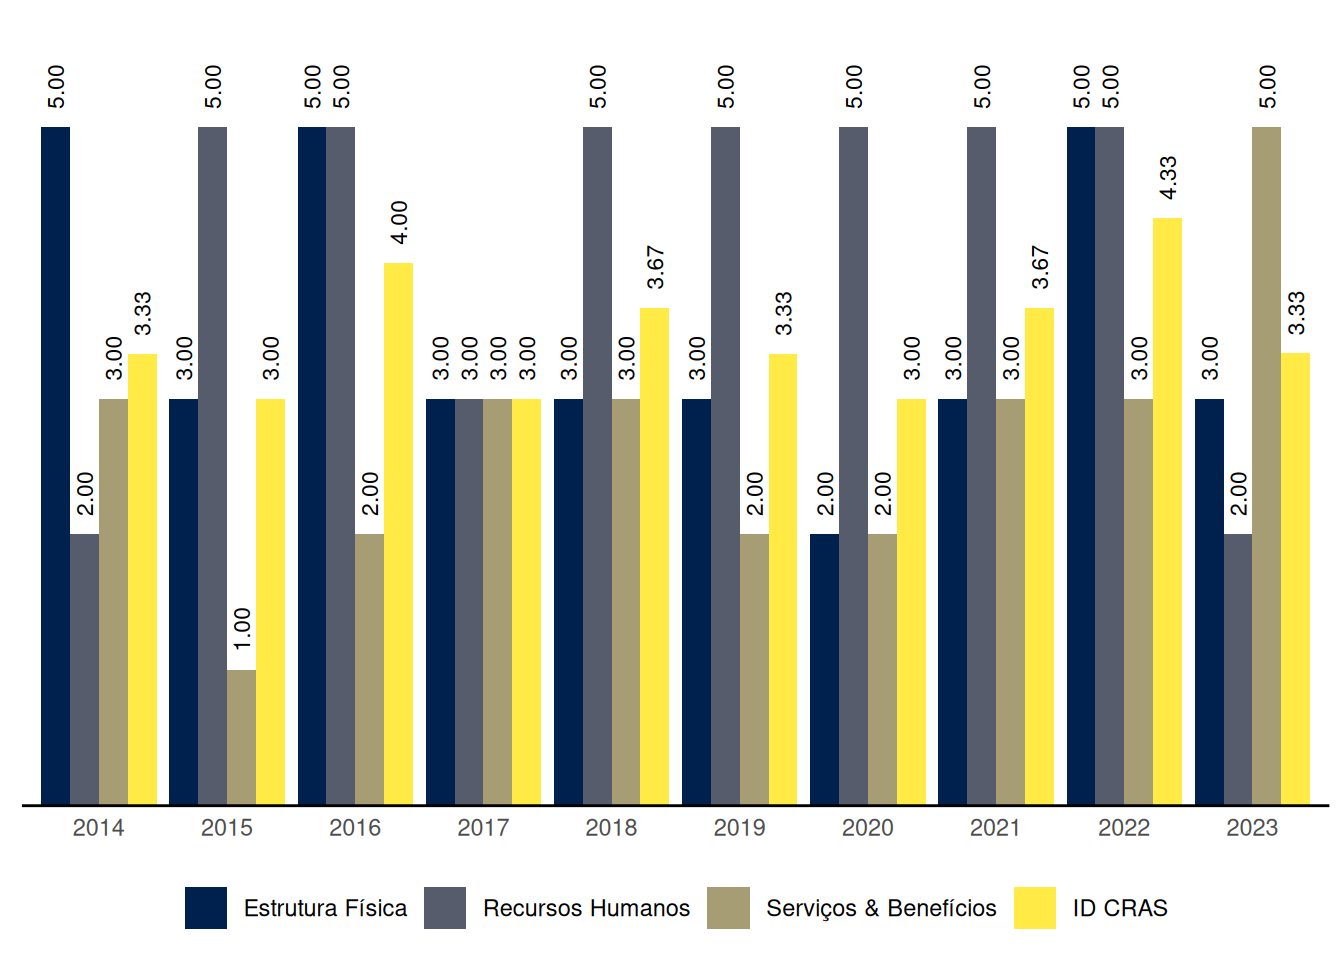 5.00 2.00 3.00 3.33 3.00 5.00 1.00 3.00 5.00 5.00 2.00 4.00 3.00 3.00 3.00 3.00 3.00 5.00 3.00 3.67 3.00 5.00 2.00 3.33 2.00 5.00 2.00 3.00 3.00 5.00 3.00 3.67 5.00 5.00 3.00 4.33 3.00 2.00 5.00 3.33
2014 2015 2016 2017 2018 2019 2020 2021 2022 2023
Estrutura Física Recursos Humanos Serviços & Benefícios ID CRAS